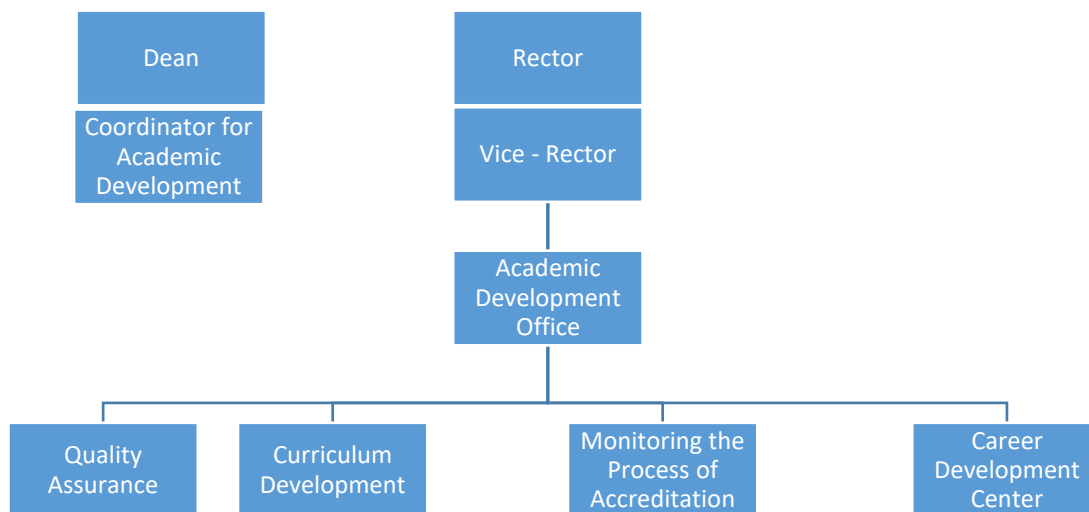 Dean
Rector
Coordinator for
Academic
Development
Vice - Rector
Academic
Development
Office
Quality
Assurance
Curriculum
Development
Monitoring the
Process of
Accreditation
Career
Development
Center